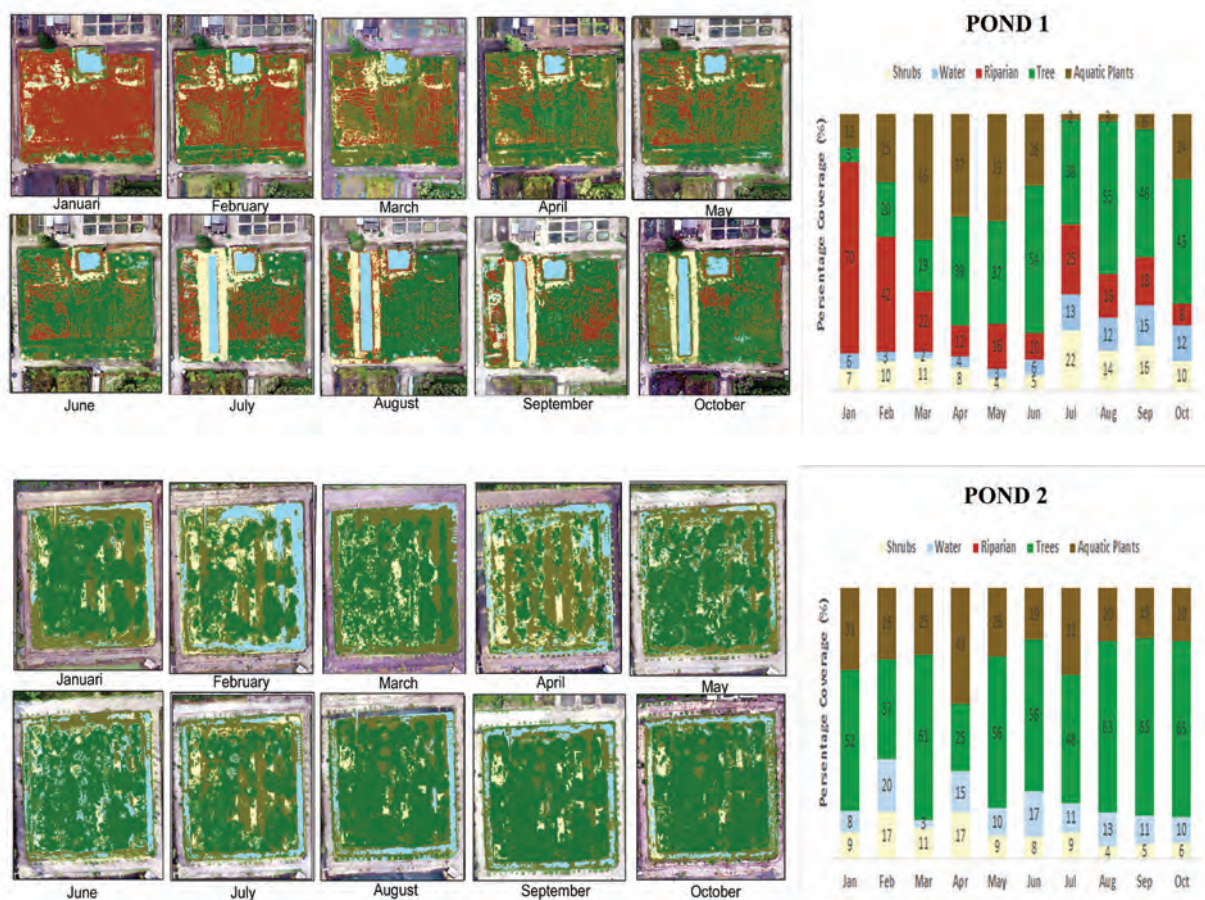 Januari
February
March
April
May
June
July
August
September
October
POND 1
Shrubs Water Riparian Tree Aquatic Plants
Persentage Coverage (%)
12 25 37 39 26 2 24
5 20 19 39 37 54 38 55 46 45
70 42 22 12 16 10 25 16 18 8
6 3 2 4 3 6 13 12 15 12
7 10 11 8 4 5 22 14 16 10
Jan Feb Mar Apr May Jun Jul Aug Sep Oct
Januari
February
March
April
May
June
July
August
September
October
POND 2
Shrubs Water Riparian Trees Aquatic Plants
Persentage Coverage (%)
31 25 26 19 32 20
52 37 61 25 56 56 48 63 65 65
8 20 3 15 10 17 11 13 11 10
9 17 11 17 9 8 9 4 5 6
Jan Feb Mar Apr May Jun Jul Aug Sep Oct